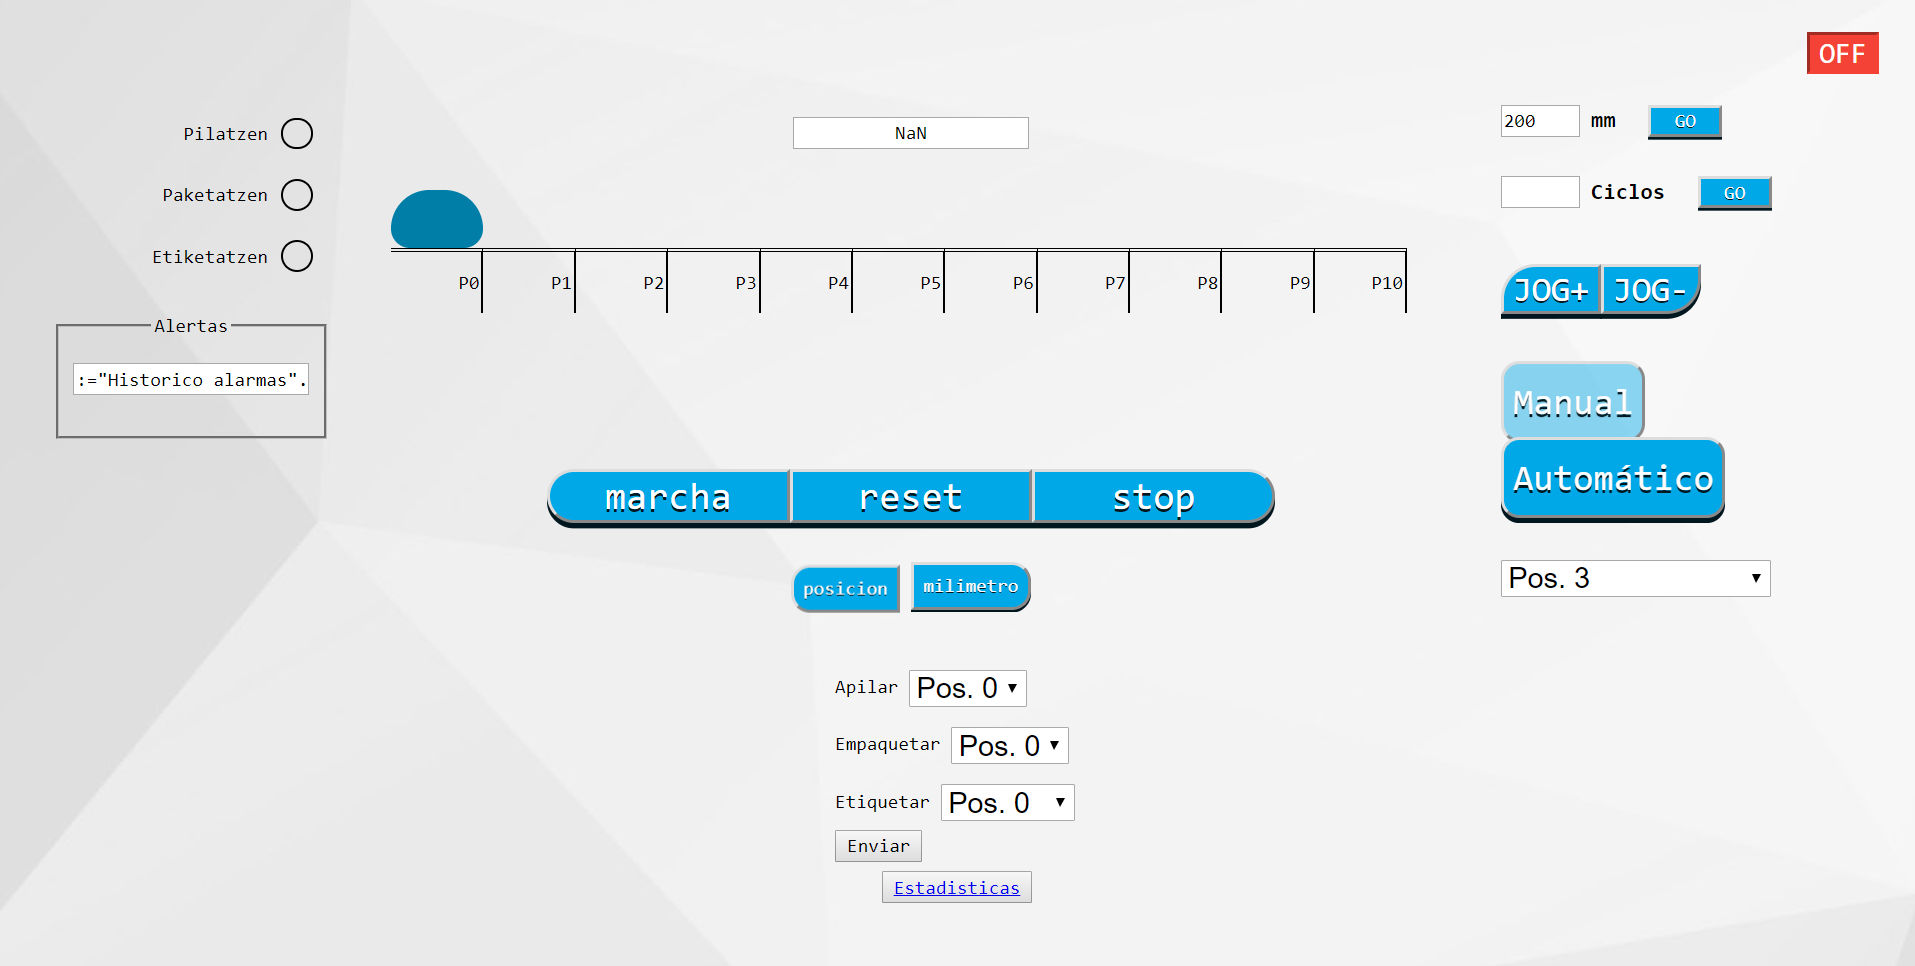 OFF
Pilatzen
NaN
200 mm GO
Paketatzen
Ciclos GO
Etiketatzen
P0 P1 P2 P3 P4 P5 P6 P7 P8 P9 P10
JOG+ JOG-
Alertas
:="Historico alarmas".
Manual
Automático
marcha reset stop
posicion milimetro
Pos. 3
Apilar Pos. 0
Empaquetar Pos. 0
Etiquetar Pos. 0
Enviar
Estadisticas